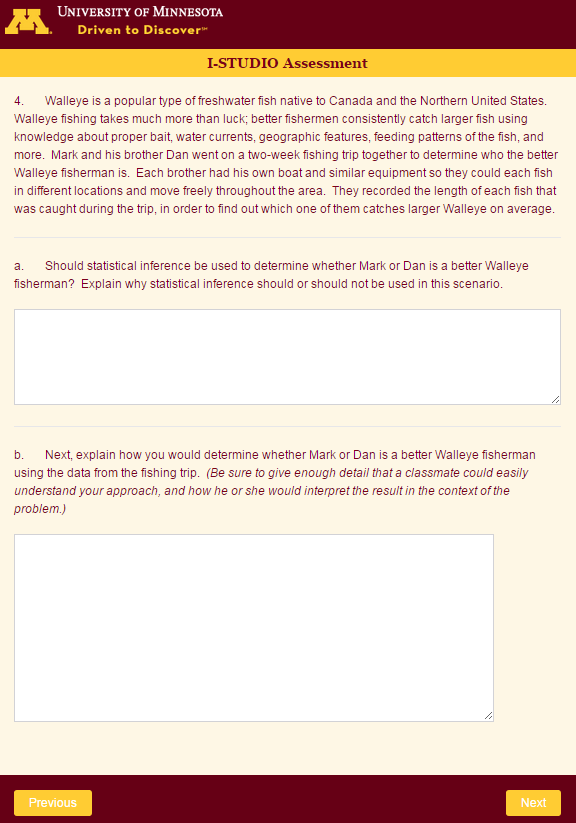 UNIVERSITY OF MINNESOTA
Driven to Discover℠
I-STUDIO Assessment
4. Walleye is a popular type of freshwater fish native to Canada and the Northern United States.
Walleye fishing takes much more than luck; better fishermen consistently catch larger fish using
knowledge about proper bait, water currents, geographic features, feeding patterns of the fish, and
more. Mark and his brother Dan went on a two-week fishing trip together to determine who the better
Walleye fisherman is. Each brother had his own boat and similar equipment so they could each fish
in different locations and move freely throughout the area. They recorded the length of each fish that
was caught during the trip, in order to find out which one of them catches larger Walleye on average.
a. Should statistical inference be used to determine whether Mark or Dan is a better Walleye
fisherman? Explain why statistical inference should or should not be used in this scenario.
b. Next, explain how you would determine whether Mark or Dan is a better Walleye fisherman
using the data from the fishing trip. (Be sure to give enough detail that a classmate could easily
understand your approach, and how he or she would interpret the result in the context of the
problem.)
Previous
Next